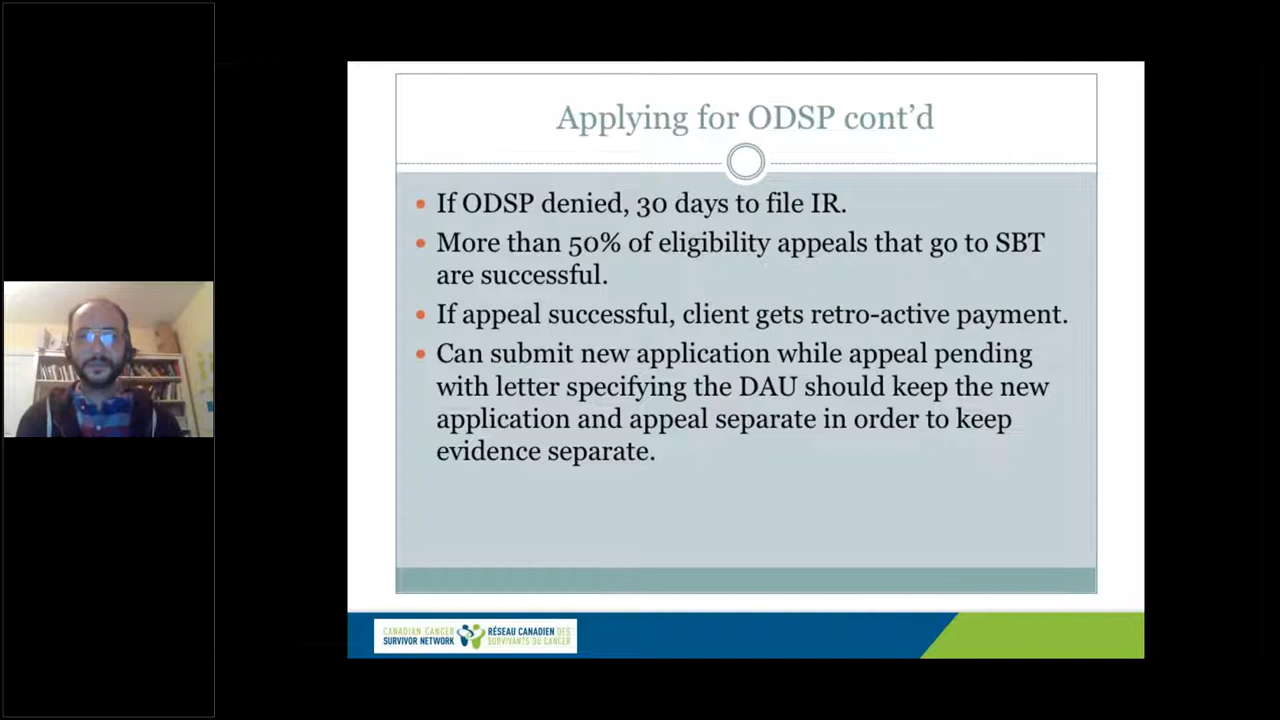 Applying for ODSP cont’d
If ODSP denied, 30 days to file IR.
More than 50% of eligibility appeals that go to SBT
are successful.
If appeal successful, client gets retro-active payment.
Can submit new application while appeal pending
with letter specifying the DAU should keep the new
application and appeal separate in order to keep
evidence separate.
CANADIAN CANCER
SURVIVOR NETWORK
RÉSEAU CANADIEN DES
SURVIVANTS DU CANCER